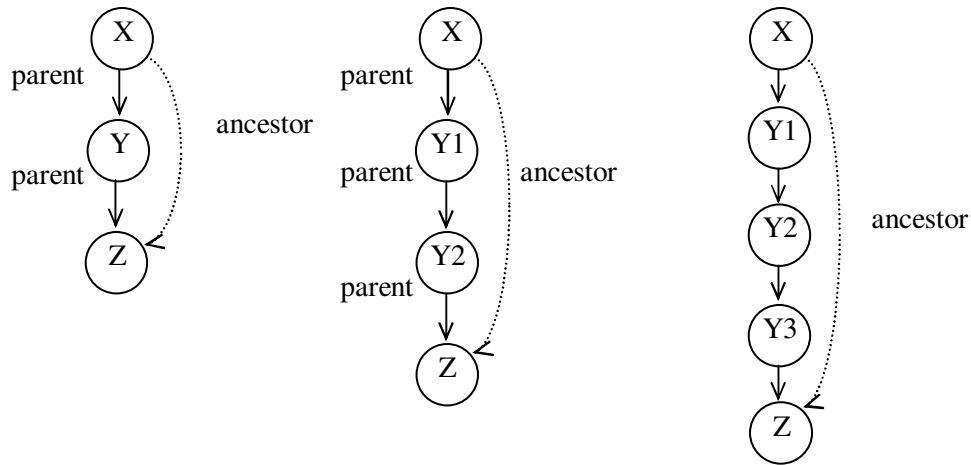 X
parent
Y
ancestor
parent
Z
X
parent
Y1
parent
ancestor
Y2
parent
Z
X
Y1
Y2
ancestor
Y3
Z